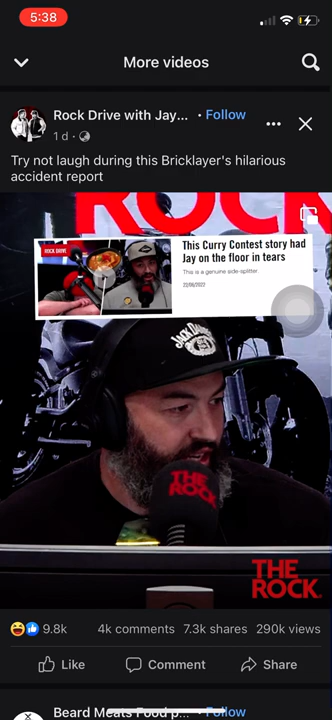 5:38
More videos
Rock Drive with Jay... • Follow
1 d ·
Try not laugh during this Bricklayer's hilarious
accident report
ROCK
ROCK DRIVE
This Curry Contest story had
Jay on the floor in tears
This is a genuine side-splitter.
22/06/2022
JACK DANIEL'S
THE
ROCK
THE
ROCK.
9.8k 4k comments 7.3k shares 290k views
Like Comment Share
Beard Meats Food p... • Follow